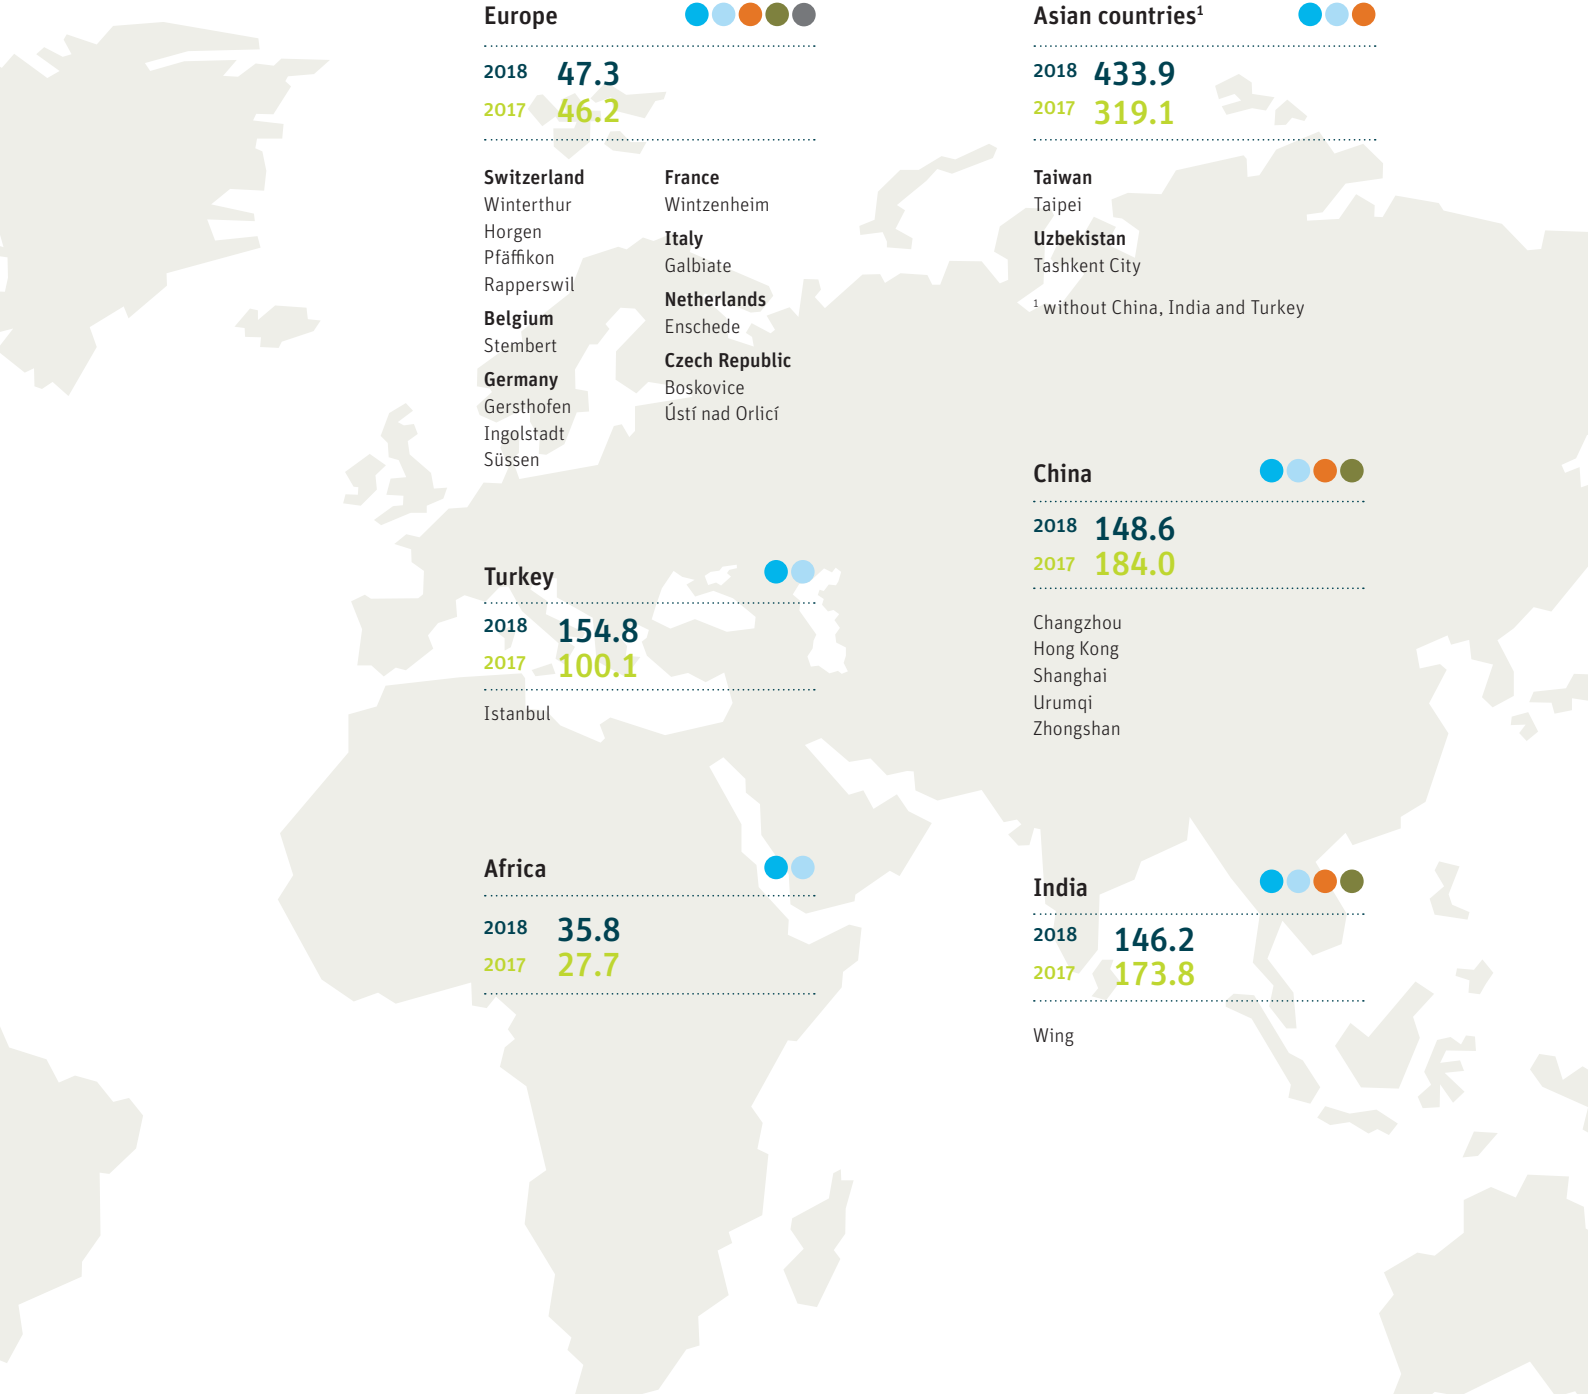 Europe
2018 47.3
2017 46.2
Switzerland
Winterthur
Horgen
Pfäffikon
Rapperswil
Belgium
Stembert
Germany
Gersthofen
Ingolstadt
Süssen
France
Wintzenheim
Italy
Galbiate
Netherlands
Enschede
Czech Republic
Boskovice
Ústí nad Orlicí
Turkey
2018 154.8
2017 100.1
Istanbul
Africa
2018 35.8
2017 27.7
Asian countries¹
2018 433.9
2017 319.1
Taiwan
Taipei
Uzbekistan
Tashkent City
¹ without China, India and Turkey
China
2018 148.6
2017 184.0
Changzhou
Hong Kong
Shanghai
Urumqi
Zhongshan
India
2018 146.2
2017 173.8
Wing